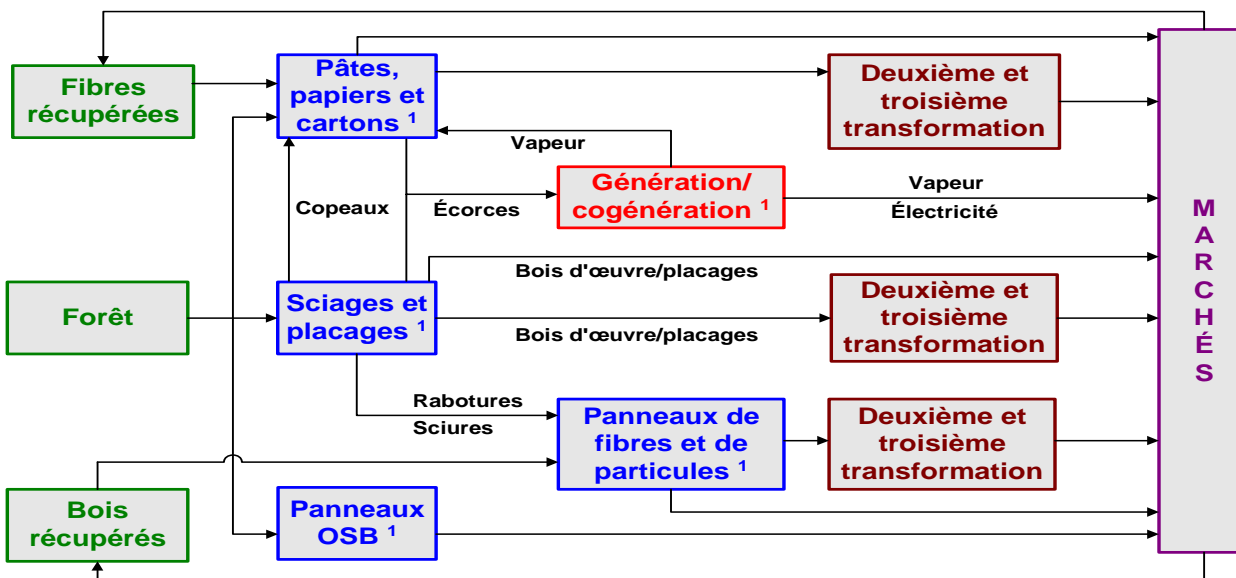 Fibres
récupérées
Pâtes,
papiers et
cartons ¹
Deuxième et
troisième
transformation
Vapeur
Copeaux
Écorces
Génération/
cogénération ¹
Vapeur
Électricité
M
A
R
C
H
É
S
Forêt
Sciages et
placages ¹
Bois d'œuvre/placages
Bois d'œuvre/placages
Deuxième et
troisième
transformation
Rabotures
Sciures
Panneaux de
fibres et de
particules ¹
Deuxième et
troisième
transformation
Bois
récupérés
Panneaux
OSB ¹